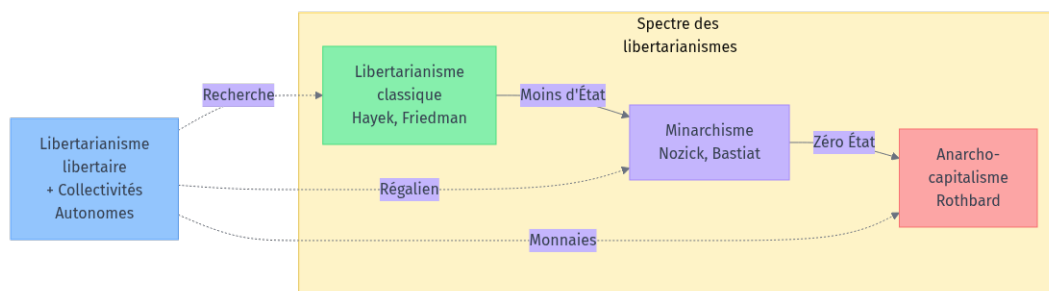 Spectre des
libertarianismes
Libertarianisme
classique
Hayek, Friedman
Recherche
Moins d'État
Minarchisme
Nozick, Bastiat
Zéro État
Anarcho-
capitalisme
Rothbard
Libertarianisme
libertaire
+ Collectivités
Autonomes
Régalien
Monnaies